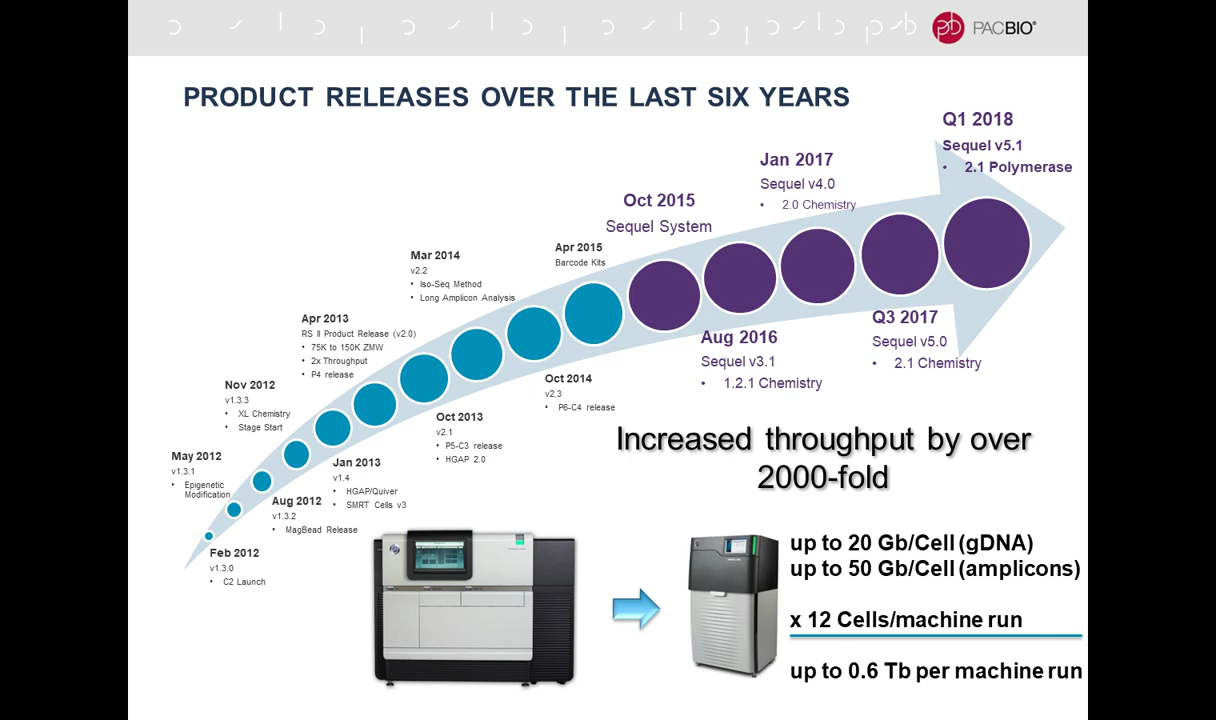 PACBIO®
PRODUCT RELEASES OVER THE LAST SIX YEARS
Q1 2018
Sequel v5.1
• 2.1 Polymerase
Jan 2017
Sequel v4.0
• 2.0 Chemistry
Oct 2015
Sequel System
Apr 2015
Barcode Kits
Mar 2014
v2.2
• Iso-Seq Method
• Long Amplicon Analysis
Apr 2013
RS II Product Release (v2.0)
• 75K to 150K ZMW
• 2x Throughput
• P4 release
Nov 2012
v1.3.3
• XL Chemistry
• Stage Start
May 2012
v1.3.1
• Epigenetic
Modification
Feb 2012
v1.3.0
• C2 Launch
Aug 2012
v1.3.2
• MagBead Release
Jan 2013
v1.4
• HGAP/Quiver
• SMRT Cells v3
Oct 2013
v2.1
• P5-C3 release
• HGAP 2.0
Oct 2014
v2.3
• P6-C4 release
Aug 2016
Sequel v3.1
• 1.2.1 Chemistry
Q3 2017
Sequel v5.0
• 2.1 Chemistry
Increased throughput by over
2000-fold
up to 20 Gb/Cell (gDNA)
up to 50 Gb/Cell (amplicons)
x 12 Cells/machine run
up to 0.6 Tb per machine run